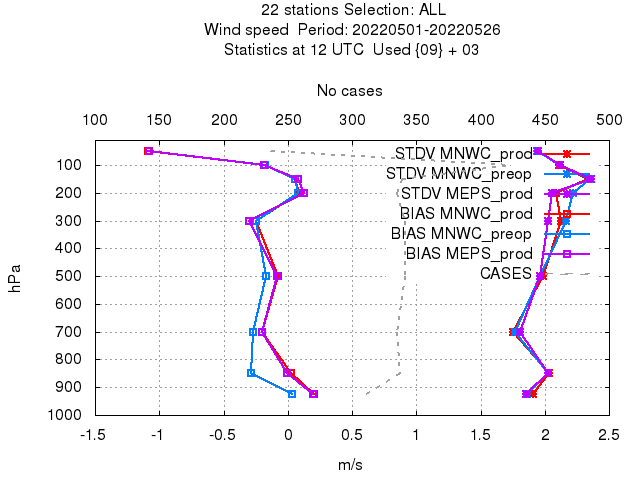 22 stations Selection: ALL
Wind speed  Period: 20220501-20220526
Statistics at 12 UTC  Used {09} + 03
No cases
100 150 200 250 300 350 400 450 500
STDV MNWC_prod
STDV MNWC_preop
STDV MEPS_prod
BIAS MNWC_prod
BIAS MNWC_preop
BIAS MEPS_prod
CASES
100
200
300
400
500
600
700
800
900
1000
hPa
-1.5 -1 -0.5 0 0.5 1 1.5 2 2.5
m/s